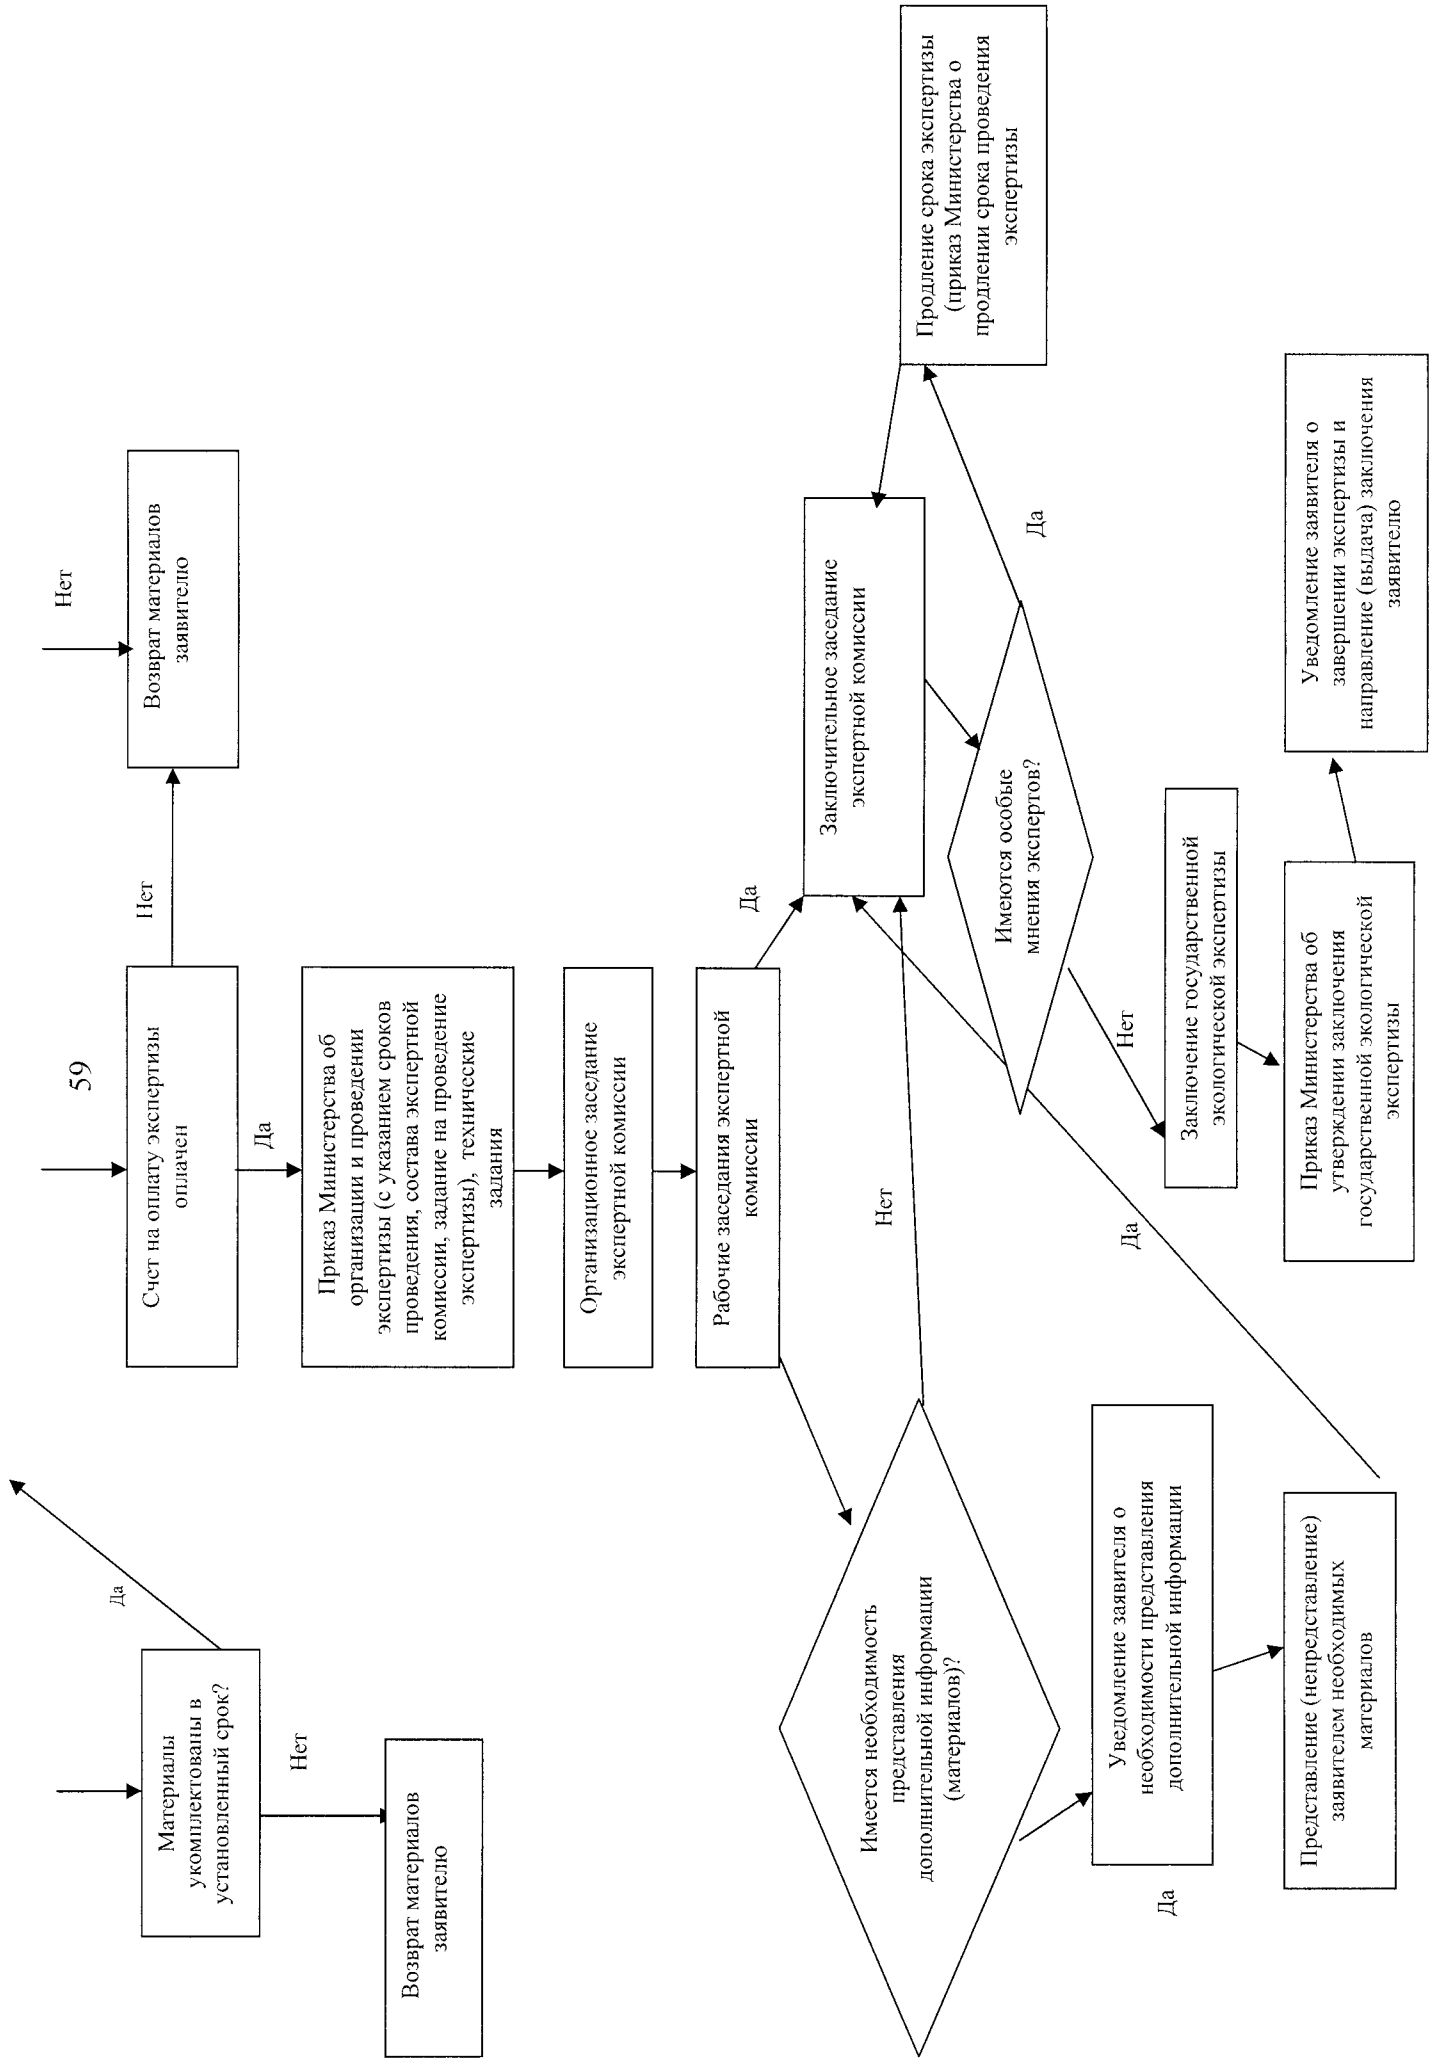 59
Нет
Материалы
укомплектованы в
установленный срок?
Да
Нет
Возврат материалов
заявителю
Счет на оплату экспертизы
оплачен
Нет
Возврат материалов
заявителю
Да
Приказ Министерства об
организации и проведении
экспертизы (с указанием сроков
проведения, состава экспертной
комиссии, задание на проведение
экспертизы), технические
задания
Организационное заседание
экспертной комиссии
Рабочие заседания экспертной
комиссии
Да
Имеется необходимость
представления
дополнительной информации
(материалов)?
Нет
Заключительное заседание
экспертной комиссии
Продление срока экспертизы
(приказ Министерства о
продлении срока проведения
экспертизы
Имеются особые
мнения экспертов?
Да
Нет
Уведомление заявителя о
необходимости представления
дополнительной информации
Да
Да
Заключение государственной
экологической экспертизы
Представление (непредставление)
заявителем необходимых
материалов
Приказ Министерства об
утверждении заключения
государственной экологической
экспертизы
Уведомление заявителя о
завершении экспертизы и
направление (выдача) заключения
заявителю